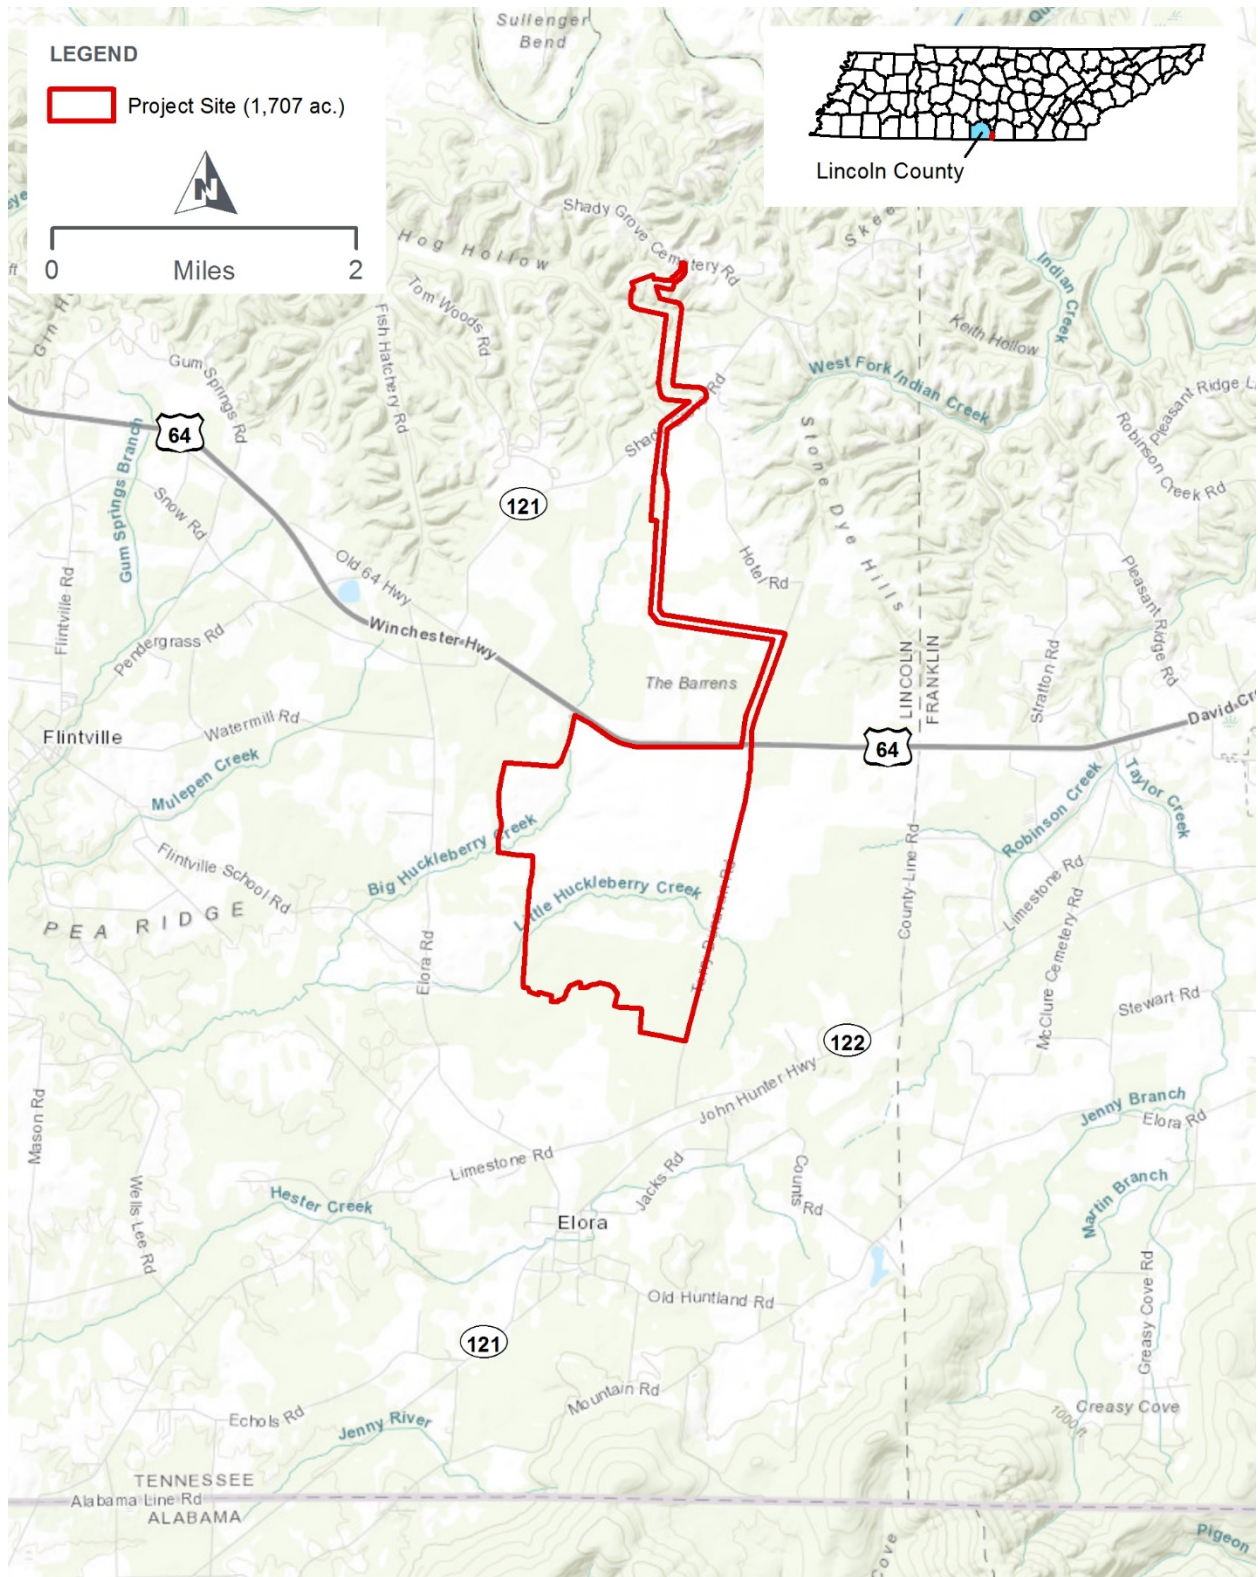 Sullenger
Bend
LEGEND
Project Site (1,707 ac.)
N
0 Miles 2
Lincoln County
Shady Grove Cemetery Rd
Hog Hollow
Tom Woods Rd
Fish Hatchery Rd
Gum Springs Rd
Indian Creek
Keith Hollow
West Fork Indian Creek
Pleasant Ridge L
Robinson Creek Rd
64
Gum Springs Branch
Snow Rd
121
Shad
Rd
Stone Dye Hills
Old 64 Hwy
Hotel Rd
Flintville Rd
Pendergrass Rd
Winchester Hwy
Pleasant Ridge Rd
LINCOLN
FRANKLIN
Stratton Rd
The Barrens
Watermill Rd
Flintville
David Cr
64
Mulepen Creek
Robinson Creek
Taylor Creek
Big Huckleberry Creek
Flintville School Rd
Little Huckleberry Creek
County Line Rd
Limestone Rd
McClure Cemetery Rd
PEA RIDGE
Elora Rd
Stewart Rd
122
John Hunter Hwy
Jenny Branch
Elora Rd
Mason Rd
Limestone Rd
Jacks Rd
Counts Rd
Martin Branch
Wells Lee Rd
Hester Creek
Elora
Old Huntland Rd
Greasy Cove Rd
121
Mountain Rd
Creasy Cove
1000 ft
Echols Rd
Jenny River
TENNESSEE
Alabama Line Rd
ALABAMA
Cove
Pigeon